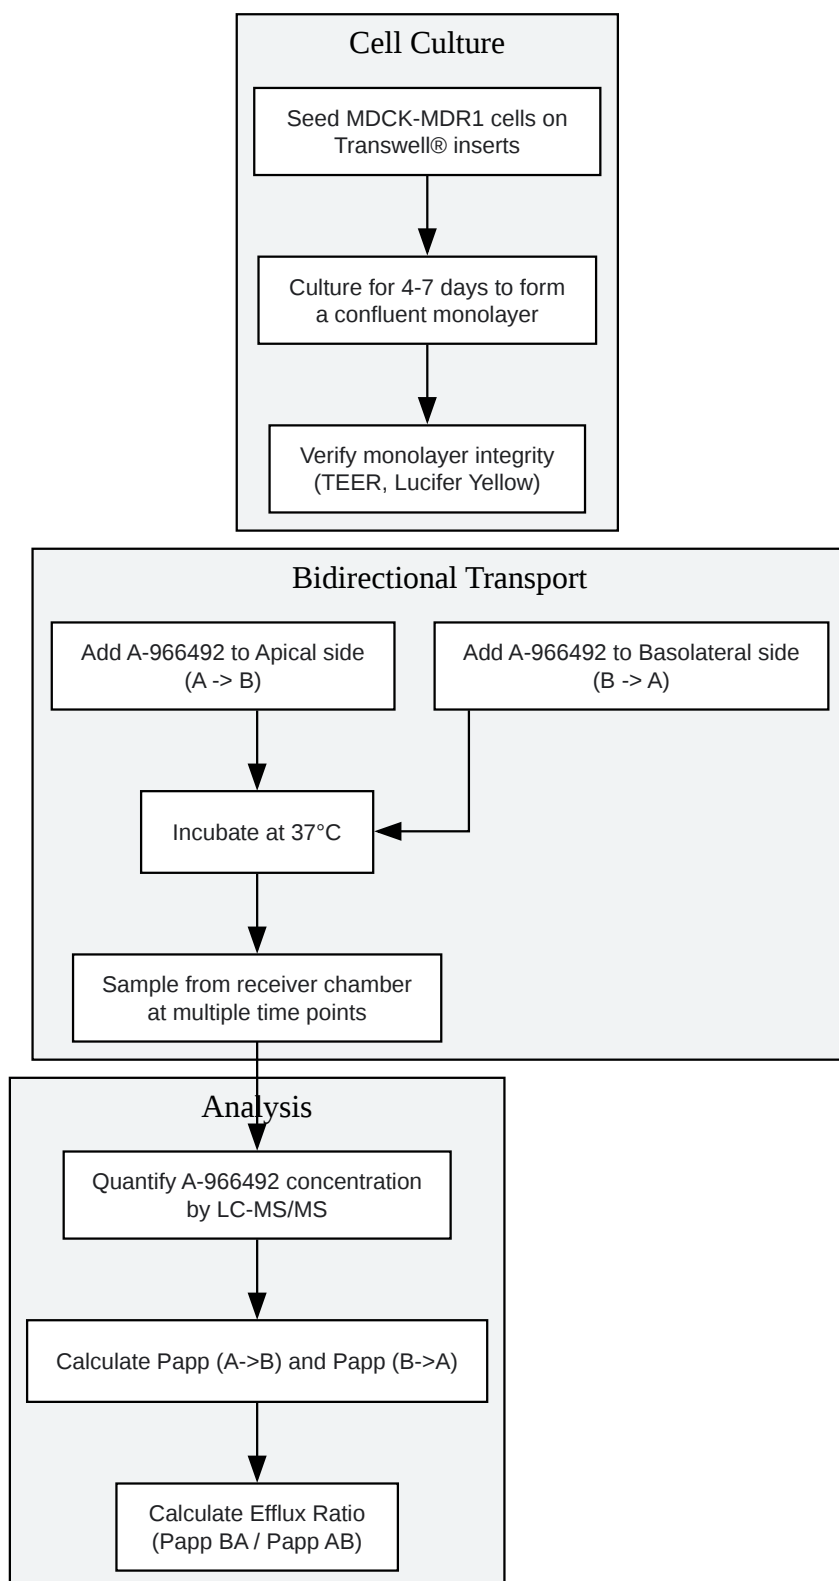 Cell Culture
Seed MDCK-MDR1 cells on
Transwell® inserts
Culture for 4-7 days to form
a confluent monolayer
Verify monolayer integrity
(TEER, Lucifer Yellow)
Bidirectional Transport
Add A-966492 to Apical side
(A -> B)
Add A-966492 to Basolateral side
(B -> A)
Incubate at 37°C
Sample from receiver chamber
at multiple time points
Analysis
Quantify A-966492 concentration
by LC-MS/MS
Calculate Papp (A->B) and Papp (B->A)
Calculate Efflux Ratio
(Papp BA / Papp AB)